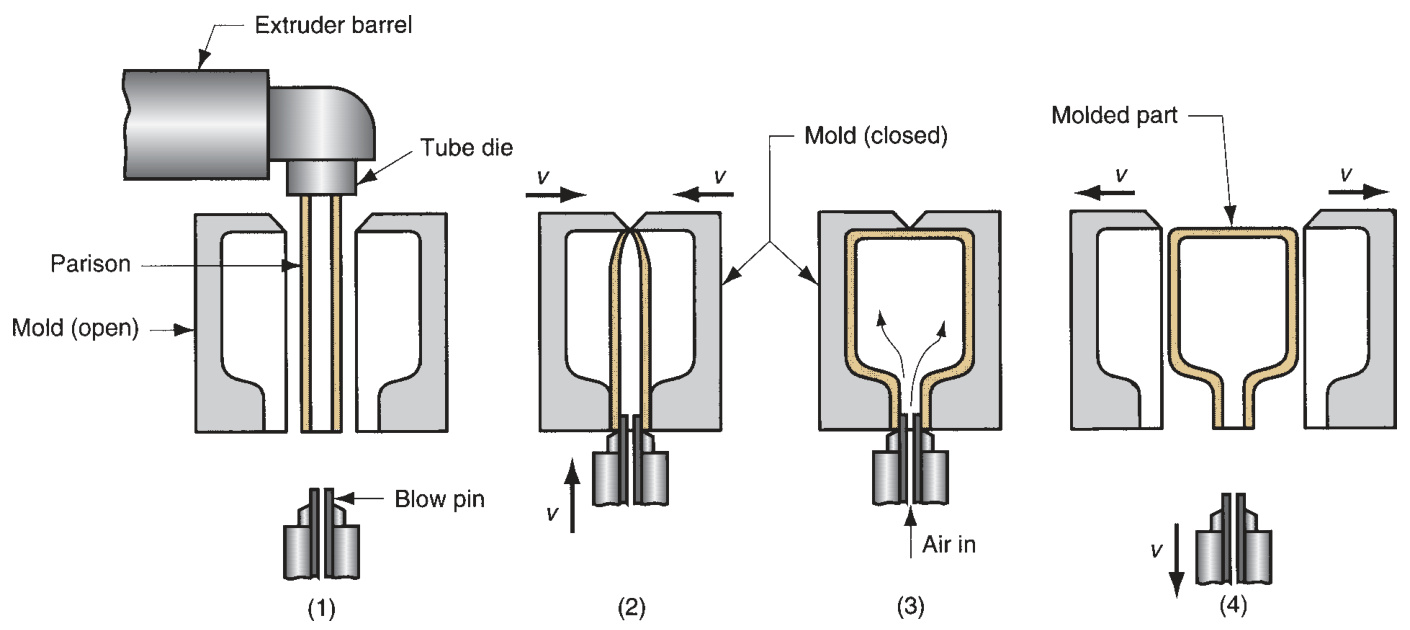 Extruder barrel
Tube die
Parison
Mold (open)
Blow pin
(1)
v
v
v
(2)
Mold (closed)
Air in
(3)
Molded part
v
v
v
(4)